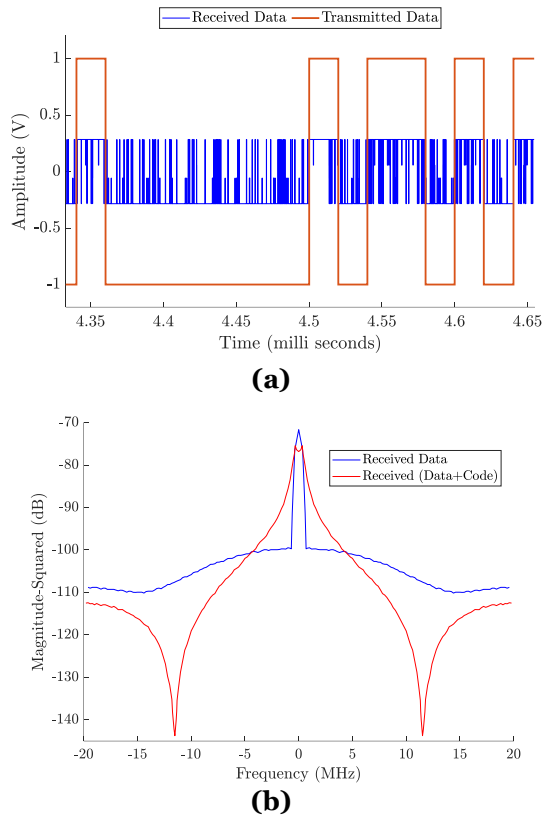 Received Data Transmitted Data
1
0.5
0
-0.5
-1
Amplitude (V)
4.35 4.4 4.45 4.5 4.55 4.6 4.65
Time (milli seconds)
(a)
-70
-80
-90
-100
-110
-120
-130
-140
Magnitude-Squared (dB)
Received Data
Received (Data+Code)
-20 -15 -10 -5 0 5 10 15 20
Frequency (MHz)
(b)